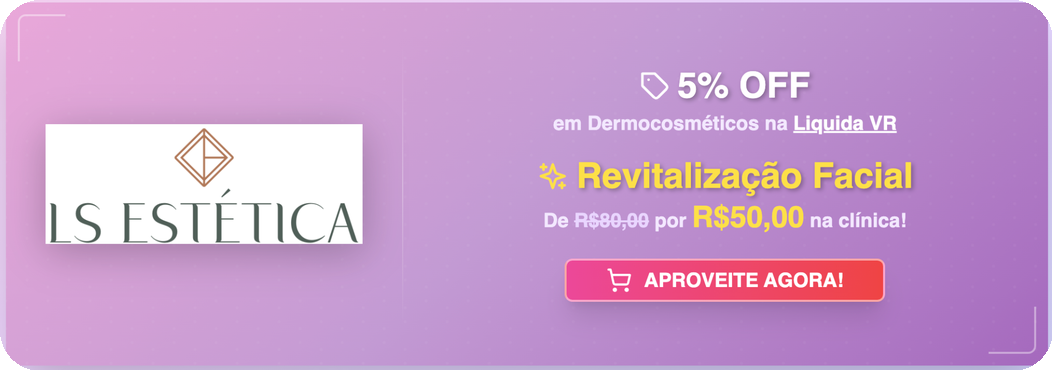 LS ESTÉTICA
5% OFF
em Dermocosméticos na Liquida VR
Revitalização Facial
De R$80,00 por R$50,00 na clínica!
APROVEITE AGORA!